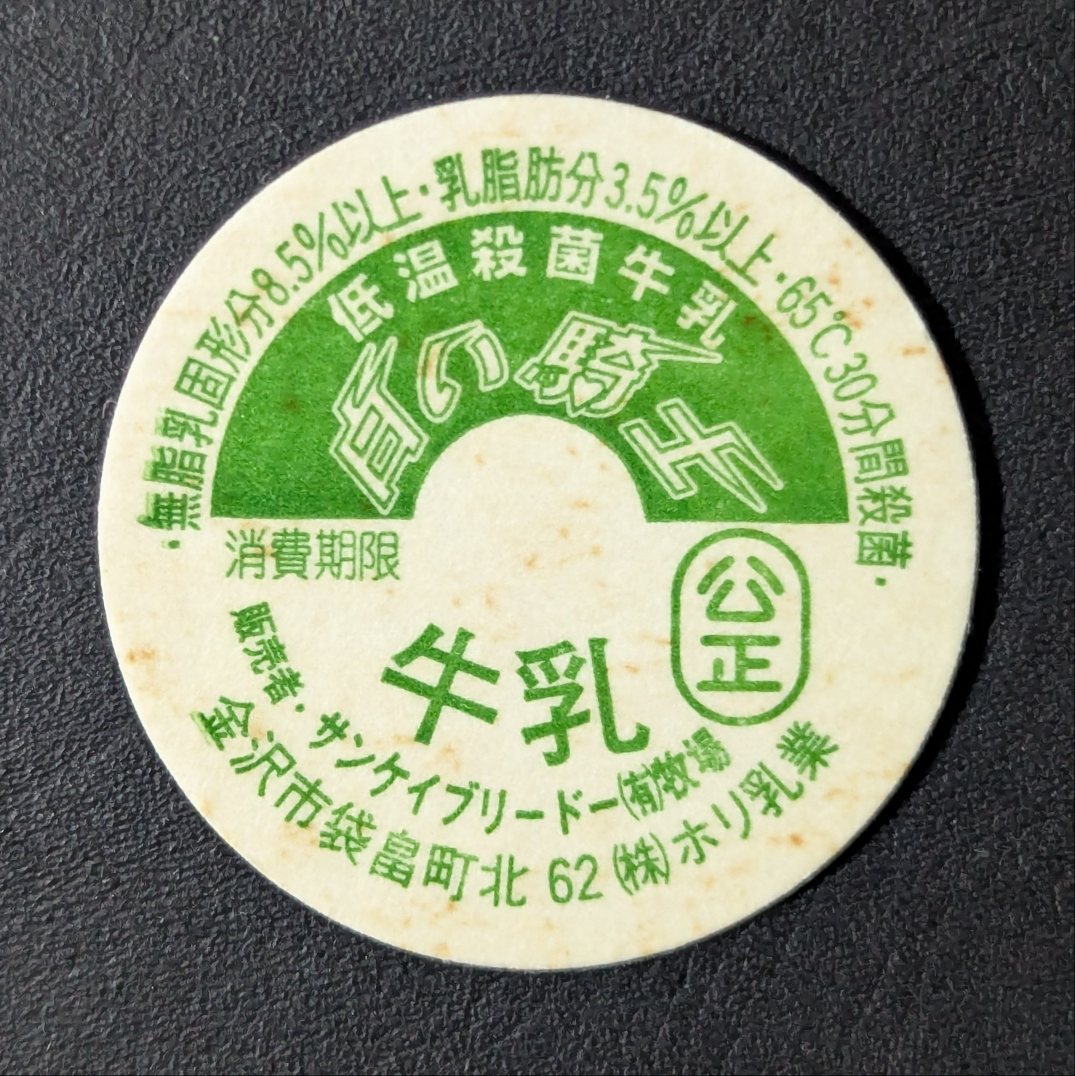 ・無脂乳固形分8.5%以上・乳脂肪分3.5%以上・65℃30分間殺菌・
低温殺菌牛乳
白い騎士
消費期限
公正
牛乳
販売者・サンケイブリードー㈲牧場
金沢市袋畠町北62㈱ホリ乳業